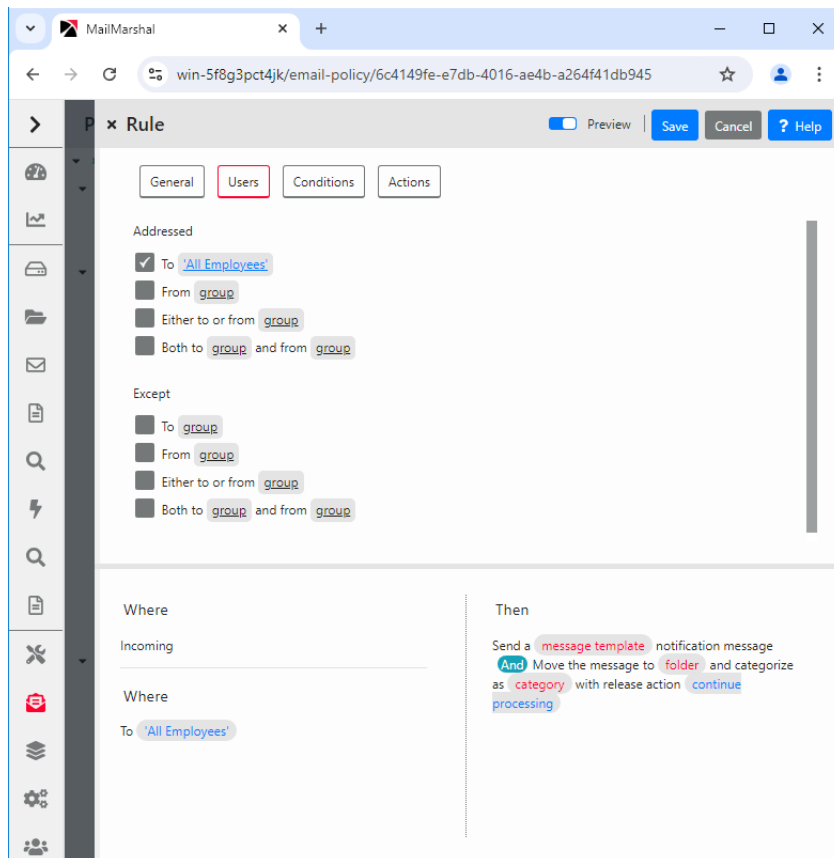 MailMarshal
win-5f8g3pct4jk/email-policy/6c4149fe-e7db-4016-ae4b-a264f41db945
P
Rule
Preview
Save
Cancel
? Help
General
Users
Conditions
Actions
Addressed
To 'All Employees'
From group
Either to or from group
Both to group and from group
Except
To group
From group
Either to or from group
Both to group and from group
Where
Incoming
Where
To 'All Employees'
Then
Send a message template notification message
And Move the message to folder and categorize
as category with release action continue
processing